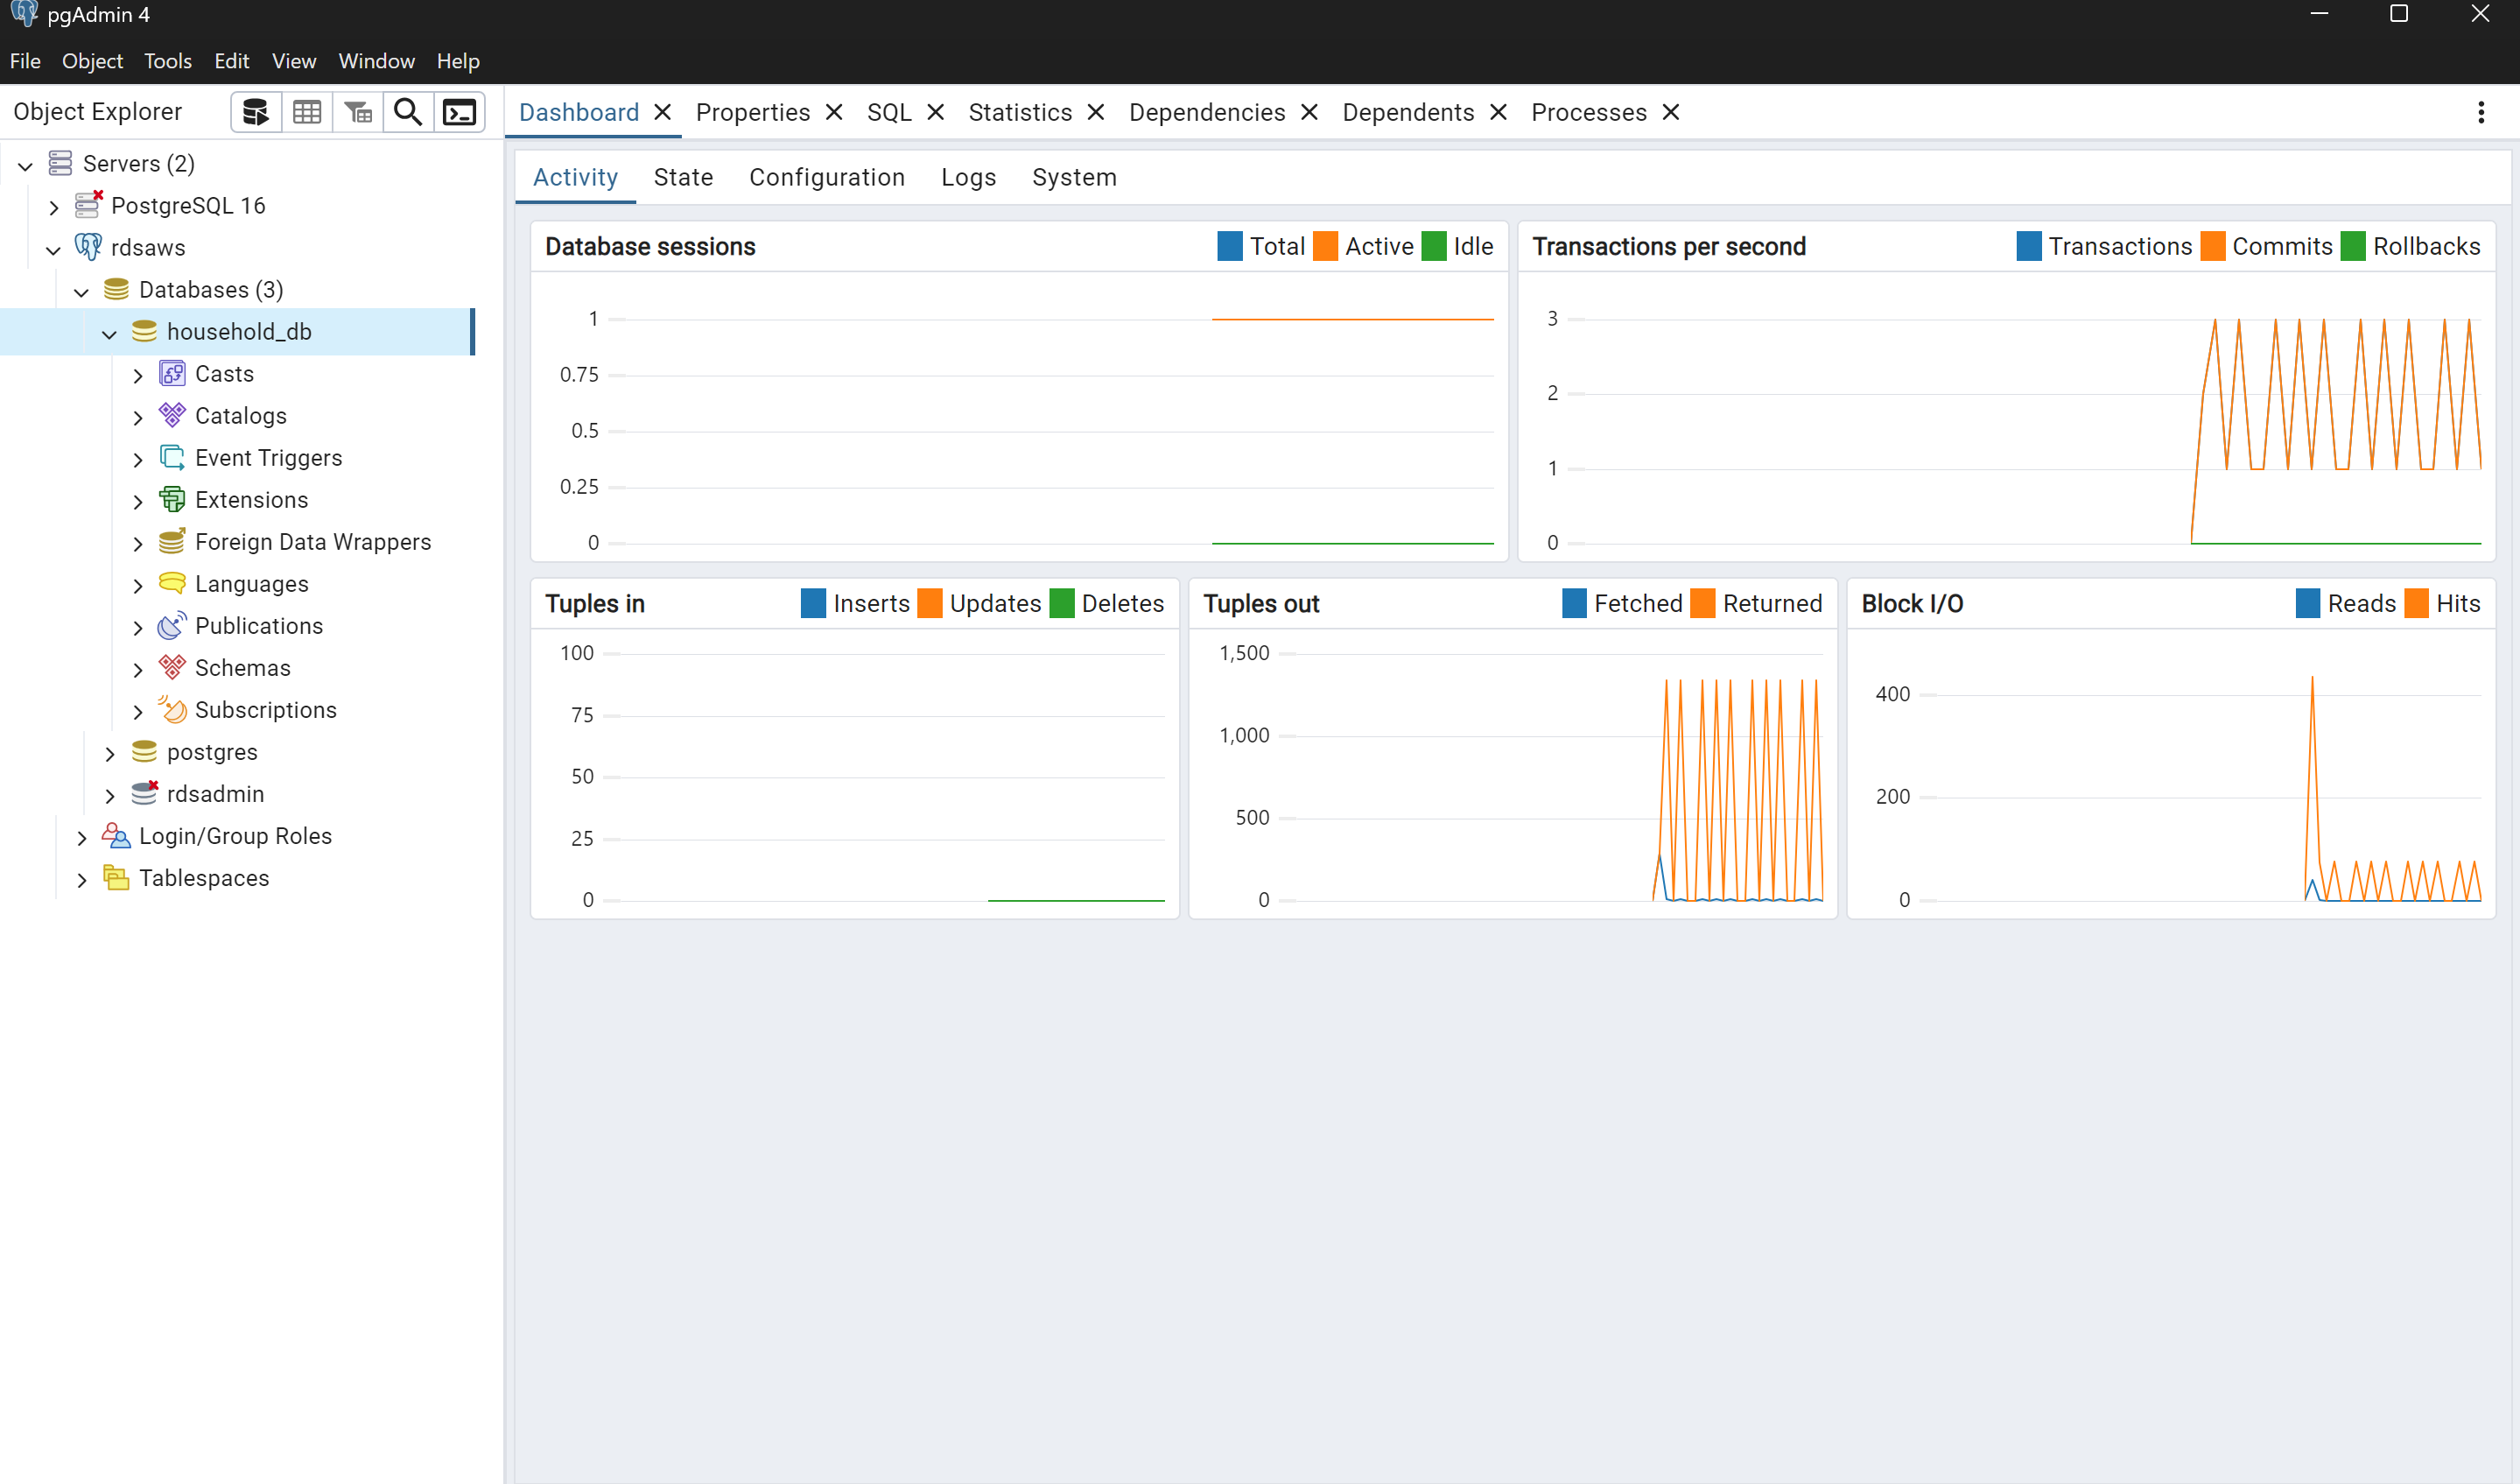 pgAdmin 4
File Object Tools Edit View Window Help
Object Explorer
Dashboard Properties SQL Statistics Dependencies Dependents Processes
Servers (2)
PostgreSQL 16
rdsaws
Databases (3)
household_db
Casts
Catalogs
Event Triggers
Extensions
Foreign Data Wrappers
Languages
Publications
Schemas
Subscriptions
postgres
rdsadmin
Login/Group Roles
Tablespaces
Activity State Configuration Logs System
Database sessions
Total Active Idle
1
0.75
0.5
0.25
0
Transactions per second
Transactions Commits Rollbacks
3
2
1
0
Tuples in
Inserts Updates Deletes
100
75
50
25
0
Tuples out
Fetched Returned
1,500
1,000
500
0
Block I/O
Reads Hits
400
200
0